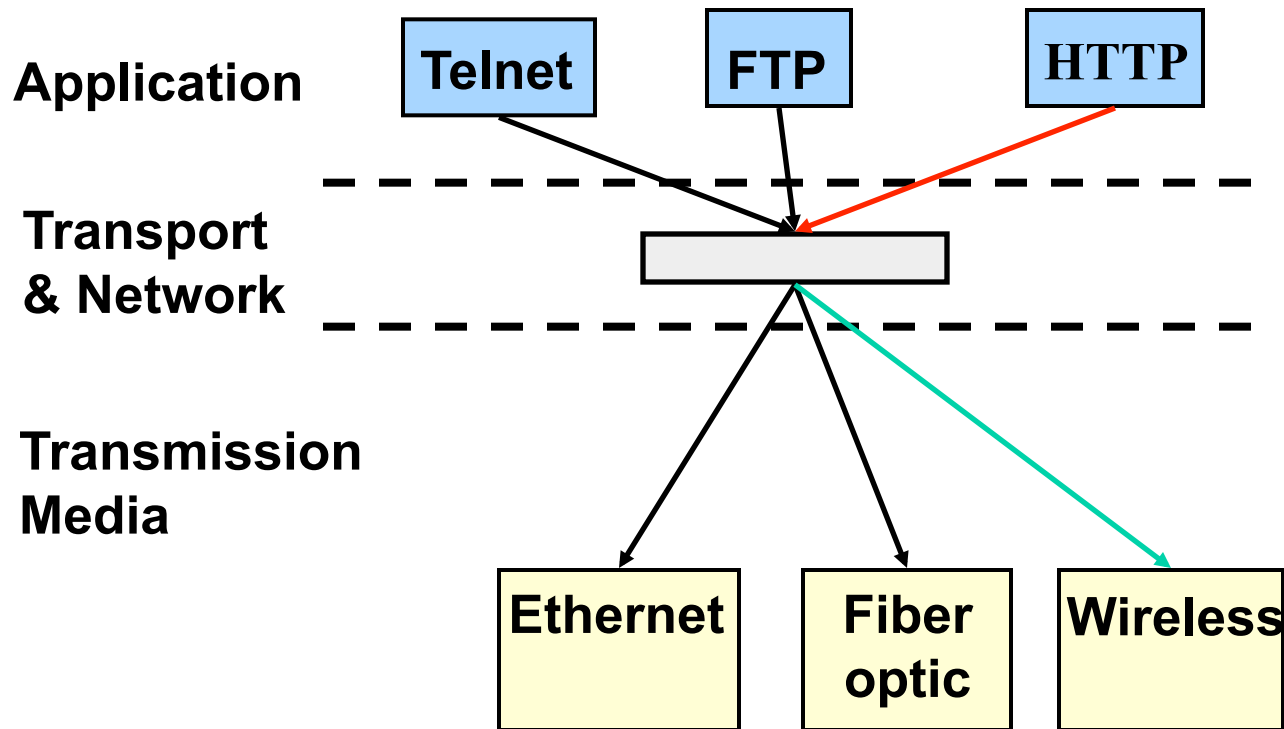 Application
Telnet
FTP
HTTP
Transport
& Network
Transmission
Media
Ethernet
Fiber
optic
Wireless